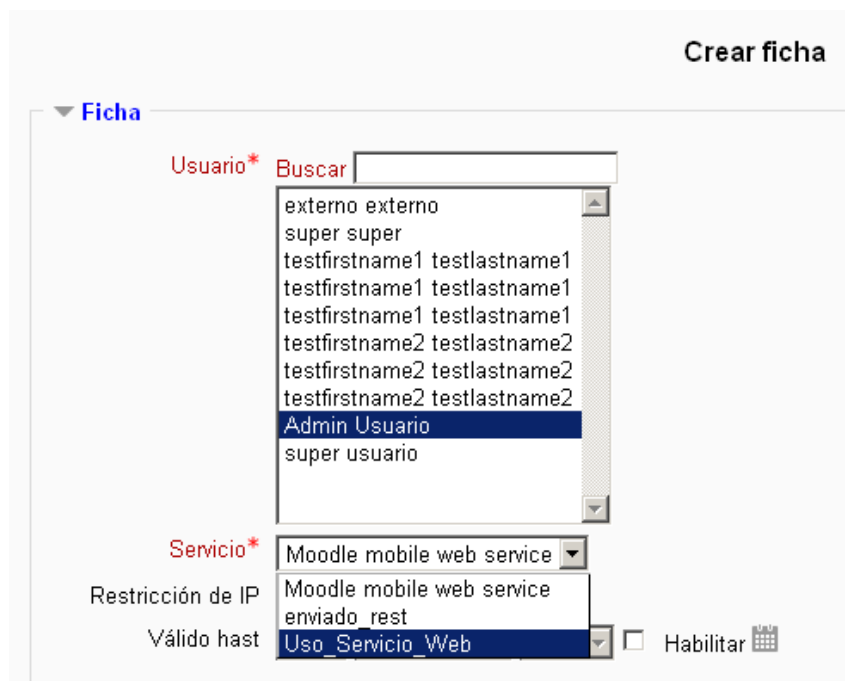 Crear ficha
Ficha
Usuario* Buscar
externo externo
super super
testfirstname1 testlastname1
testfirstname1 testlastname1
testfirstname1 testlastname1
testfirstname2 testlastname2
testfirstname2 testlastname2
testfirstname2 testlastname2
Admin Usuario
super usuario
Servicio* Moodle mobile web service
Restricción de IP Moodle mobile web service
enviado_rest
Válido hast Uso_Servicio_Web Habilitar